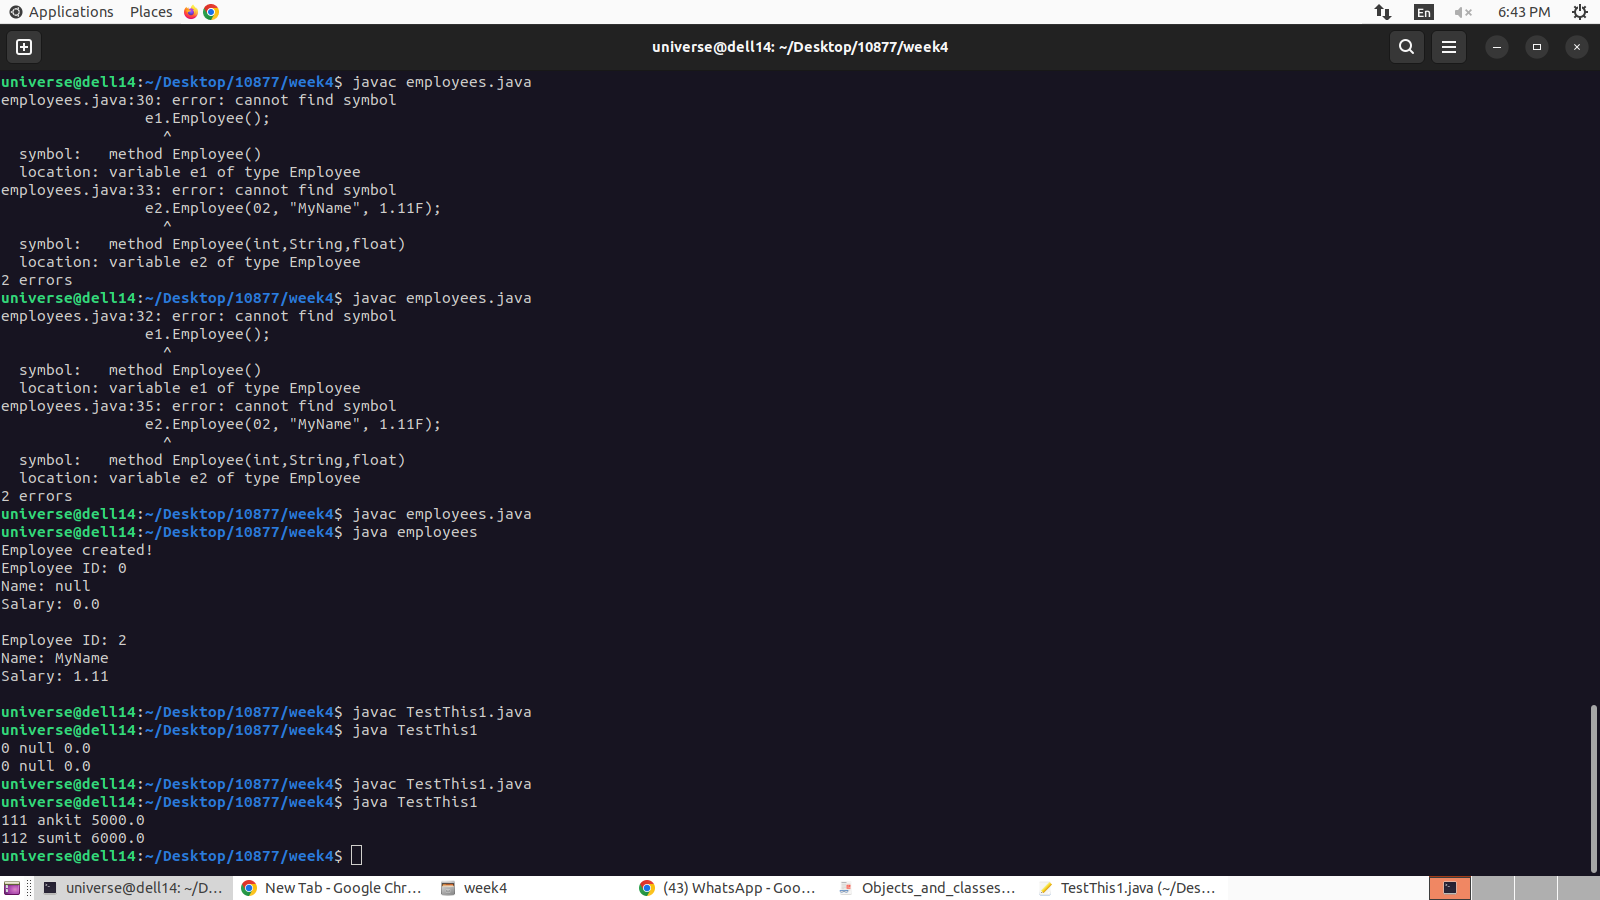 Applications Places En 6:43 PM
universe@dell14: ~/Desktop/10877/week4
universe@dell14:~/Desktop/10877/week4$ javac employees.java
employees.java:30: error: cannot find symbol
                e1.Employee();
                  ^
  symbol:   method Employee()
  location: variable e1 of type Employee
employees.java:33: error: cannot find symbol
                e2.Employee(02, "MyName", 1.11F);
                  ^
  symbol:   method Employee(int,String,float)
  location: variable e2 of type Employee
2 errors
universe@dell14:~/Desktop/10877/week4$ javac employees.java
employees.java:32: error: cannot find symbol
                e1.Employee();
                  ^
  symbol:   method Employee()
  location: variable e1 of type Employee
employees.java:35: error: cannot find symbol
                e2.Employee(02, "MyName", 1.11F);
                  ^
  symbol:   method Employee(int,String,float)
  location: variable e2 of type Employee
2 errors
universe@dell14:~/Desktop/10877/week4$ javac employees.java
universe@dell14:~/Desktop/10877/week4$ java employees
Employee created!
Employee ID: 0
Name: null
Salary: 0.0

Employee ID: 2
Name: MyName
Salary: 1.11

universe@dell14:~/Desktop/10877/week4$ javac TestThis1.java
universe@dell14:~/Desktop/10877/week4$ java TestThis1
0 null 0.0
0 null 0.0
universe@dell14:~/Desktop/10877/week4$ javac TestThis1.java
universe@dell14:~/Desktop/10877/week4$ java TestThis1
111 ankit 5000.0
112 sumit 6000.0
universe@dell14:~/Desktop/10877/week4$
universe@dell14: ~/D... New Tab - Google Chr... week4 (43) WhatsApp - Goo... Objects_and_classes... TestThis1.java (~/Des...